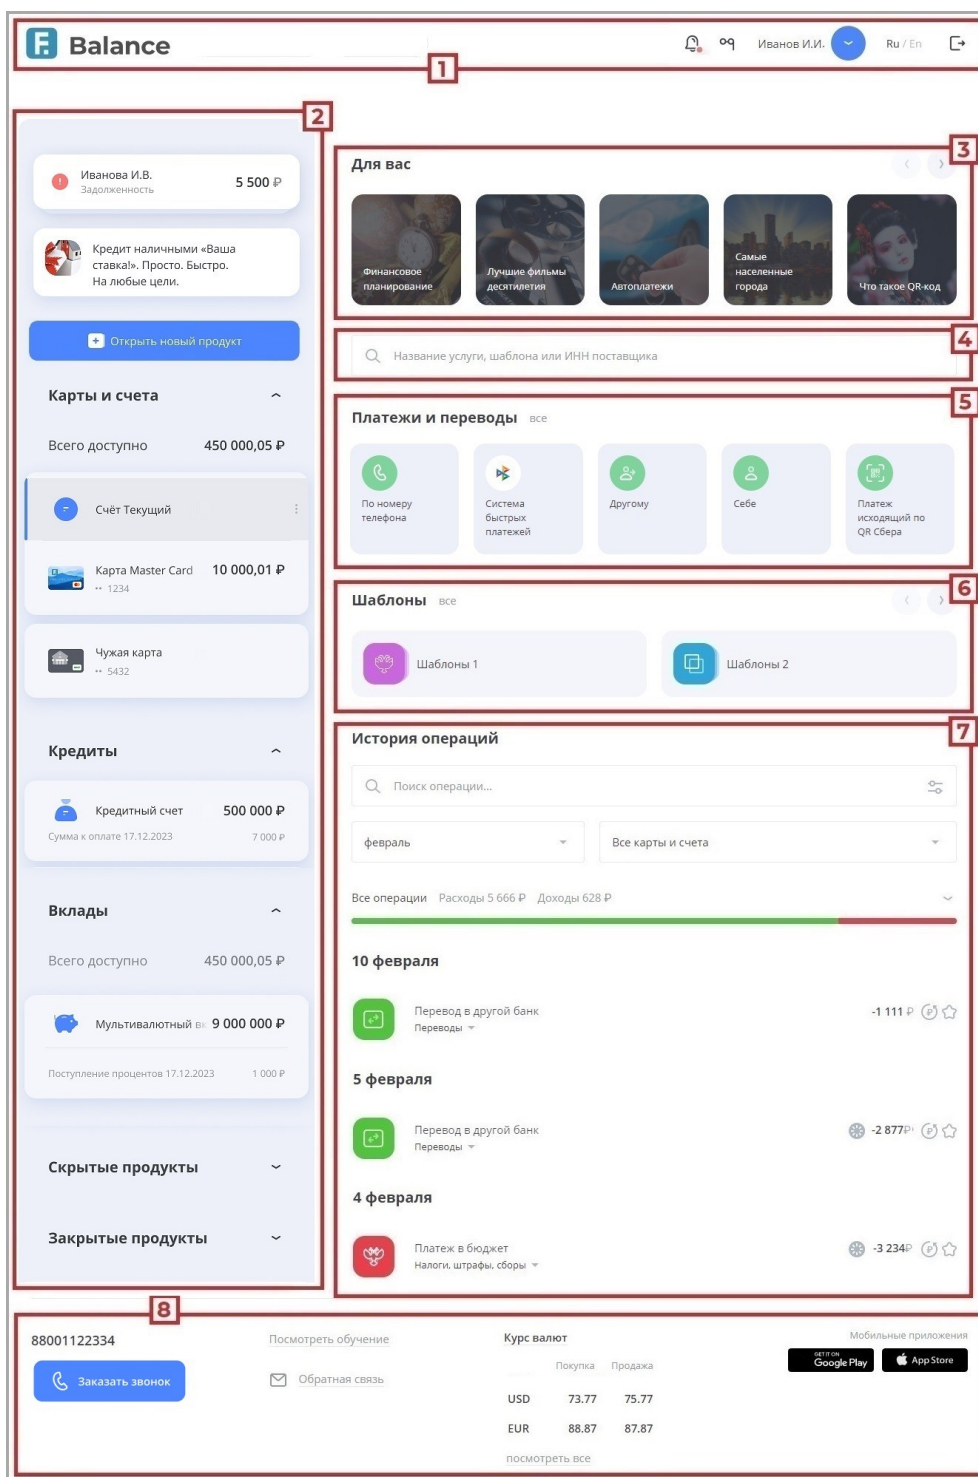 F. Balance
Иванов И.И.
Ru / En
1
2
Иванова И.В.
Задолженность
5 500 ₽
Кредит наличными «Ваша
ставка!». Просто. Быстро.
На любые цели.
Открыть новый продукт
Карты и счета
Всего доступно 450 000,05 ₽
Счёт Текущий
Карта Master Card 10 000,01 ₽
•• 1234
Чужая карта
•• 5432
Кредиты
Кредитный счет 500 000 ₽
Сумма к оплате 17.12.2023 7 000 ₽
Вклады
Всего доступно 450 000,05 ₽
Мультивалютный вк 9 000 000 ₽
Поступление процентов 17.12.2023 1 000 ₽
Скрытые продукты
Закрытые продукты
3
Для вас
Финансовое
планирование
Лучшие фильмы
десятилетия
Автоплатежи
Самые
населенные
города
Что такое QR-код
4
Название услуги, шаблона или ИНН поставщика
5
Платежи и переводы все
По номеру
телефона
Система
быстрых
платежей
Другому
Себе
Платеж
исходящий по
QR Сбера
6
Шаблоны все
Шаблоны 1
Шаблоны 2
7
История операций
Поиск операции...
февраль
Все карты и счета
Все операции Расходы 5 666 ₽ Доходы 628 ₽
10 февраля
Перевод в другой банк -1 111 ₽
Переводы
5 февраля
Перевод в другой банк -2 877₽
Переводы
4 февраля
Платеж в бюджет -3 234₽
Налоги, штрафы, сборы
8
88001122334
Заказать звонок
Посмотреть обучение
Обратная связь
Курс валют
Покупка Продажа
USD 73.77 75.77
EUR 88.87 87.87
посмотреть все
Мобильные приложения
GET IT ON
Google Play
App Store